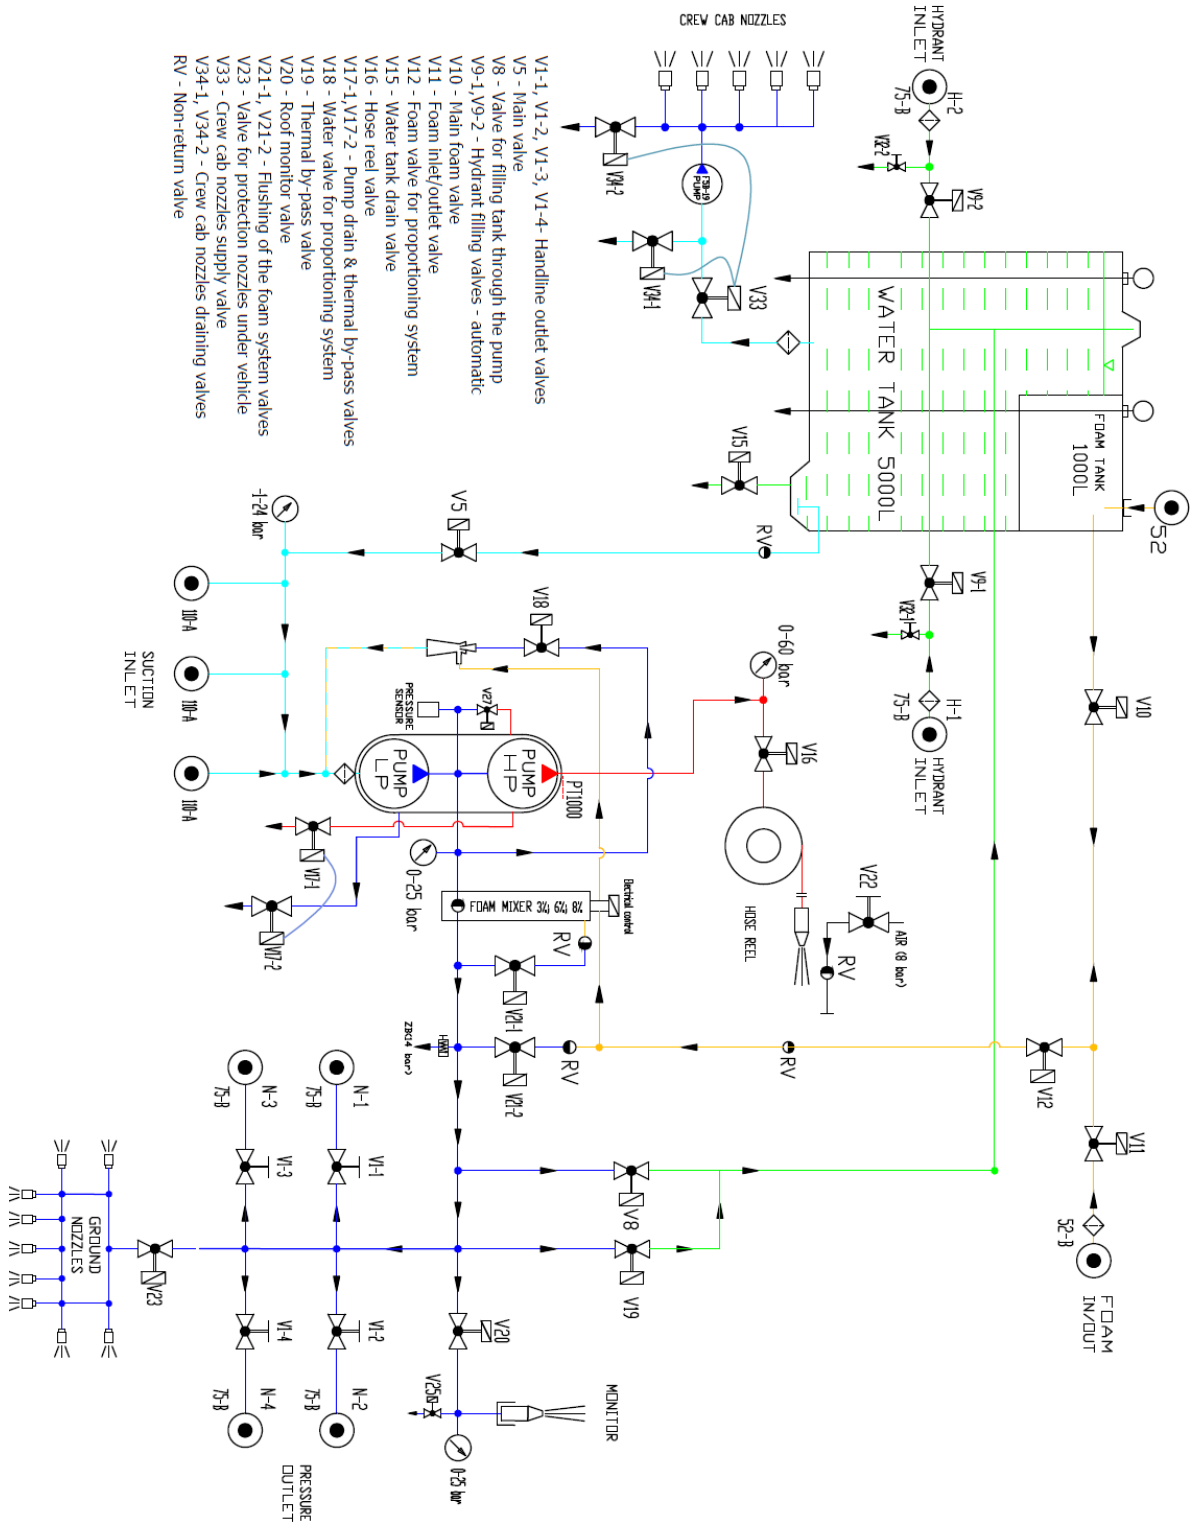 CREW CAB NOZZLES
HYDRANT
INLET
H-2
75-B
V32-2
V9-2
V34-2
FSB-19
PUMP
V34-1
V33
WATER TANK 5000L
FOAM TANK
1000L
52
V1-1, V1-2, V1-3, V1-4- Handline outlet valves
V5 - Main valve
V8 - Valve for filling tank through the pump
V9-1,V9-2 - Hydrant filling valves - automatic
V10 - Main foam valve
V11 - Foam inlet/outlet valve
V12 - Foam valve for proportioning system
V15 - Water tank drain valve
V16 - Hose reel valve
V17-1,V17-2 - Pump drain & thermal by-pass valves
V18 - Water valve for proportioning system
V19 - Thermal by-pass valve
V20 - Roof monitor valve
V21-1, V21-2 - Flushing of the foam system valves
V23 - Valve for protection nozzles under vehicle
V33 - Crew cab nozzles supply valve
V34-1, V34-2 - Crew cab nozzles draining valves
RV - Non-return valve
V15
-1-24 bar
V5
RV
V9-1
V32-1
H-1
75-B
HYDRANT
INLET
V10
110-A
110-A
110-A
SUCTION
INLET
V18
0-60 bar
V16
PRESSURE
SENSOR
V27
PUMP
LP
PUMP
HP
PT1000
V17-1
V17-2
0-25 bar
FOAM MIXER 3%; 6%; 8%
Electrical control
HOSE REEL
V22
AIR (8 bar)
RV
RV
V21-1
V21-2
RV
RV
V12
V11
52-B
FOAM
IN/OUT
N-3
75-B
N-1
75-B
V1-3
V1-1
V8
V19
GROUND
NOZZLES
V23
V1-4
V1-2
V20
N-4
75-B
N-2
75-B
V25
MONITOR
0-25 bar
PRESSURE
OUTLET